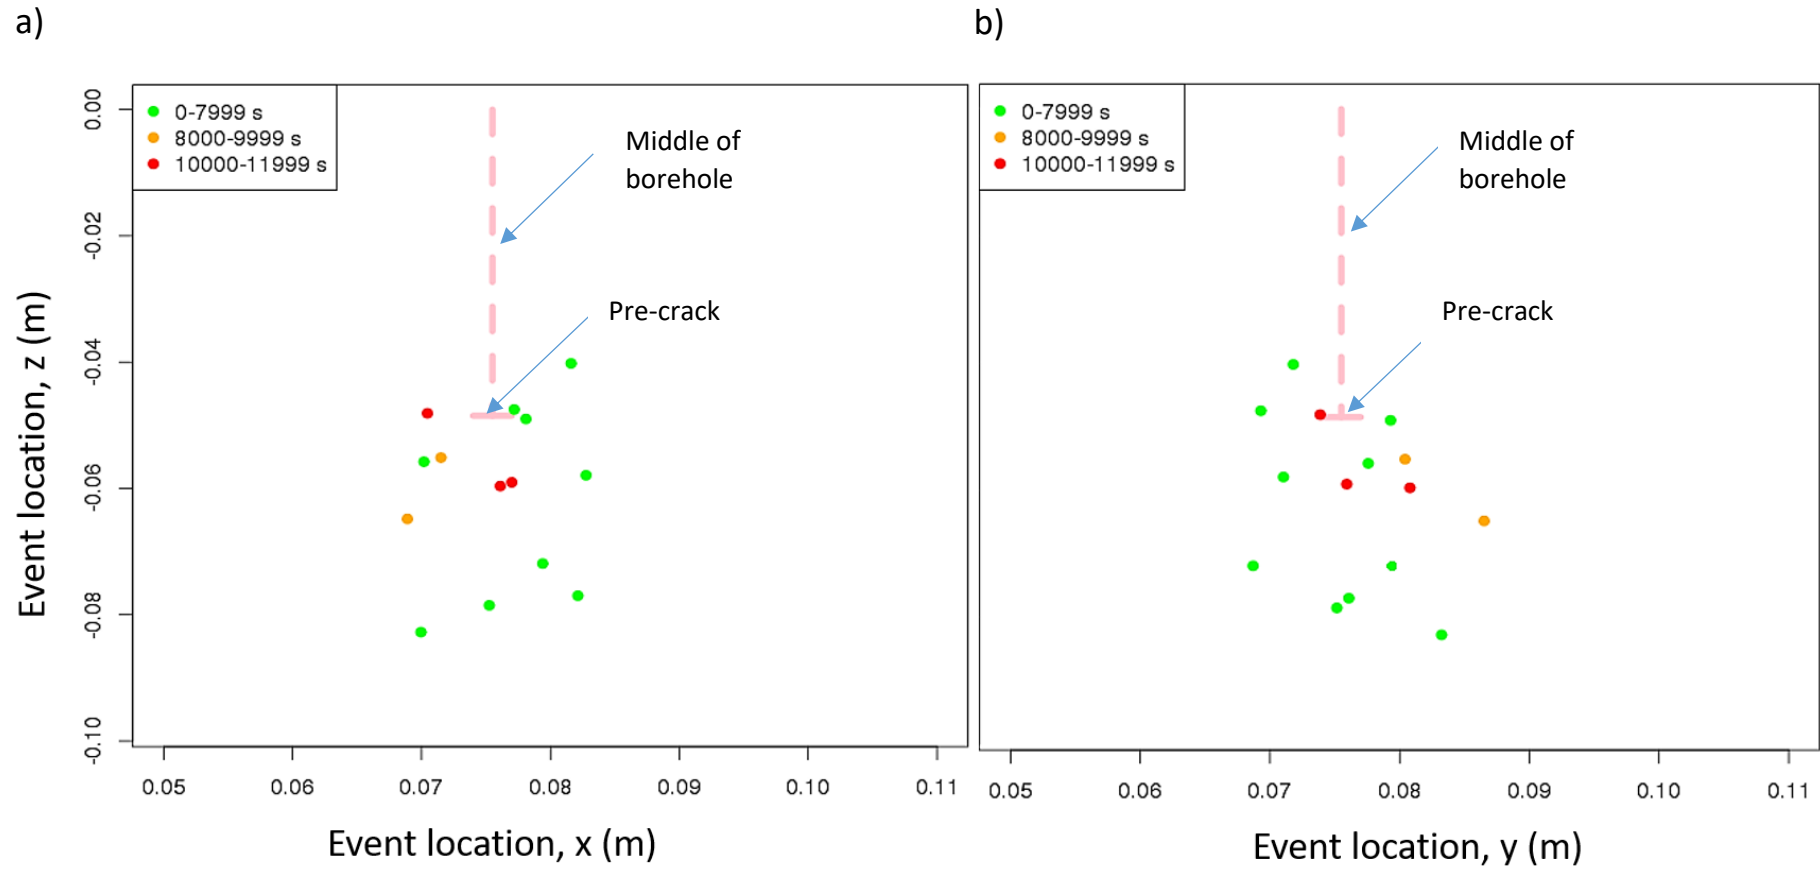 a)
0-7999 s
8000-9999 s
10000-11999 s
Middle of
borehole
Pre-crack
0.00
-0.02
-0.04
-0.06
-0.08
-0.10
Event location, z (m)
0.05 0.06 0.07 0.08 0.09 0.10 0.11
Event location, x (m)
b)
0-7999 s
8000-9999 s
10000-11999 s
Middle of
borehole
Pre-crack
0.05 0.06 0.07 0.08 0.09 0.10 0.11
Event location, y (m)